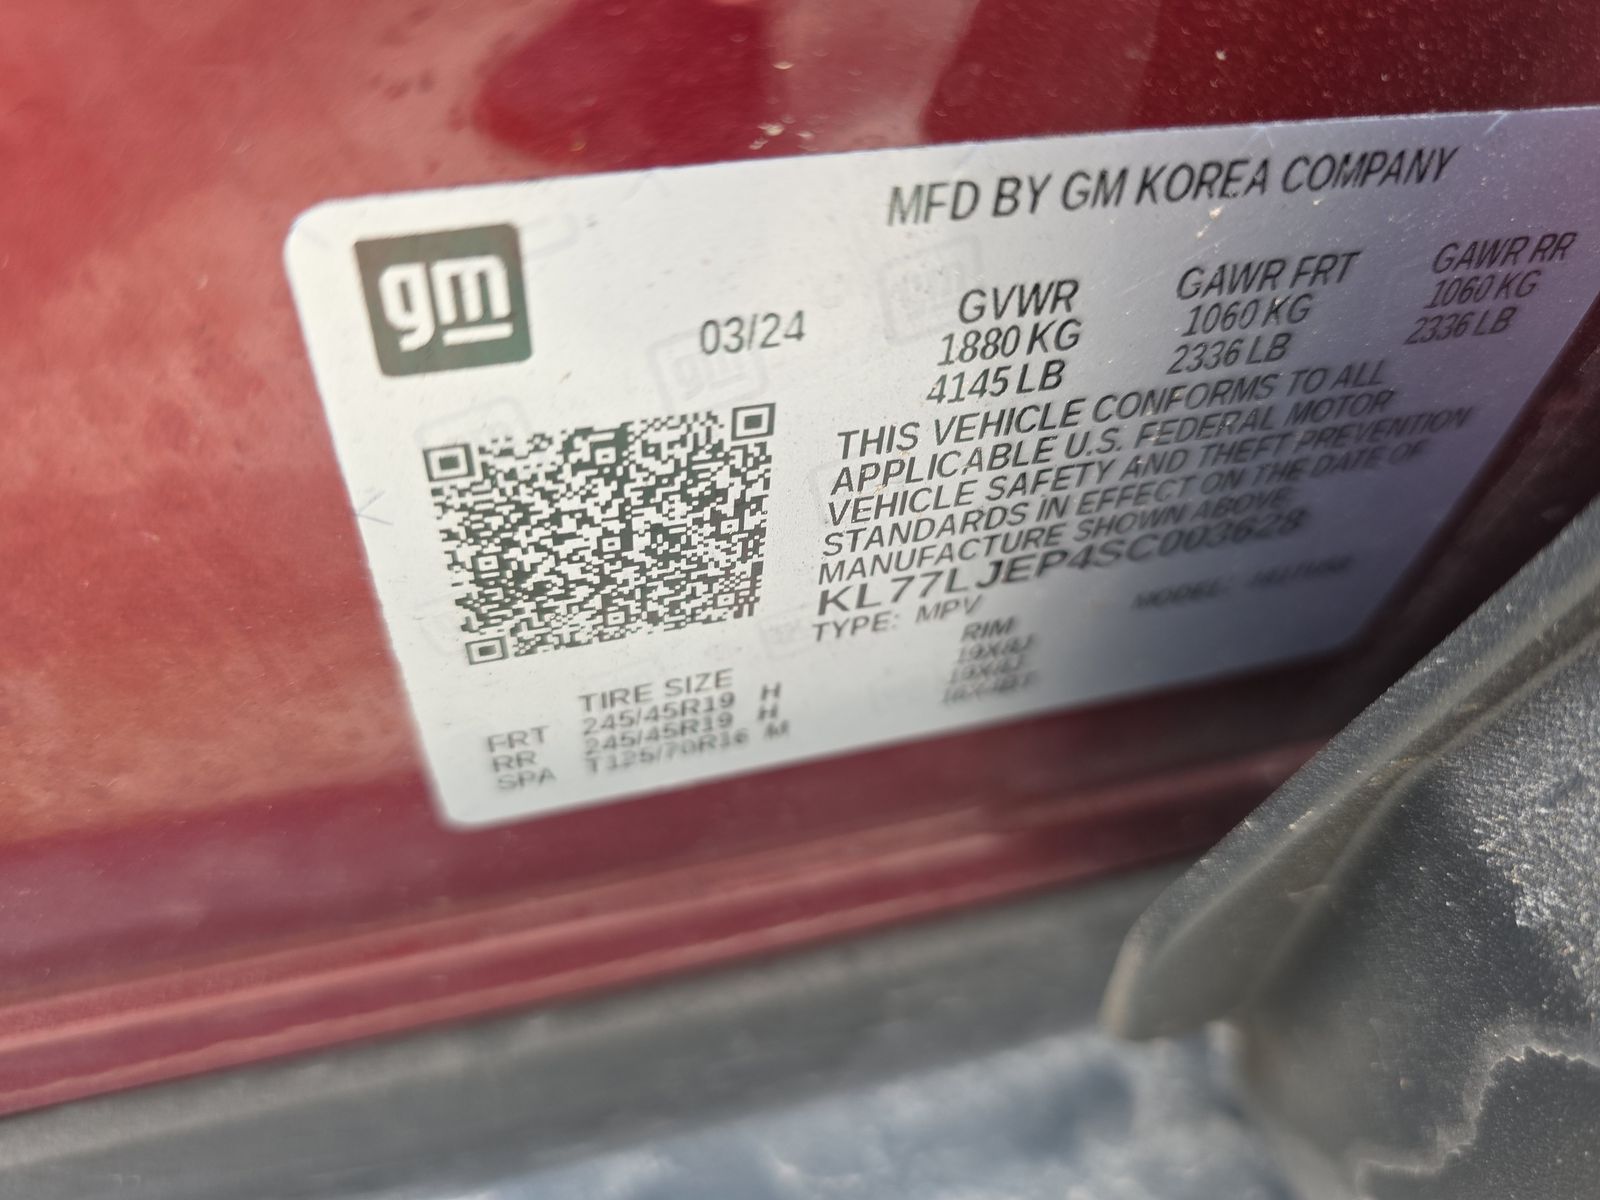 MFD BY GM KOREA COMPANY
gm
03/24
GVWR GAWR FRT GAWR RR
1880 KG 1060 KG 1060 KG
4145 LB 2336 LB 2336 LB
THIS VEHICLE CONFORMS TO ALL
APPLICABLE U.S. FEDERAL MOTOR
VEHICLE SAFETY AND THEFT PREVENTION
STANDARDS IN EFFECT ON THE DATE OF
MANUFACTURE SHOWN ABOVE.
KL77LJEP4SC003628
TYPE: MPV MODEL:
TIRE SIZE RIM
FRT 245/45R19 H
RR 245/45R19 H
SPA T125/70R16 M